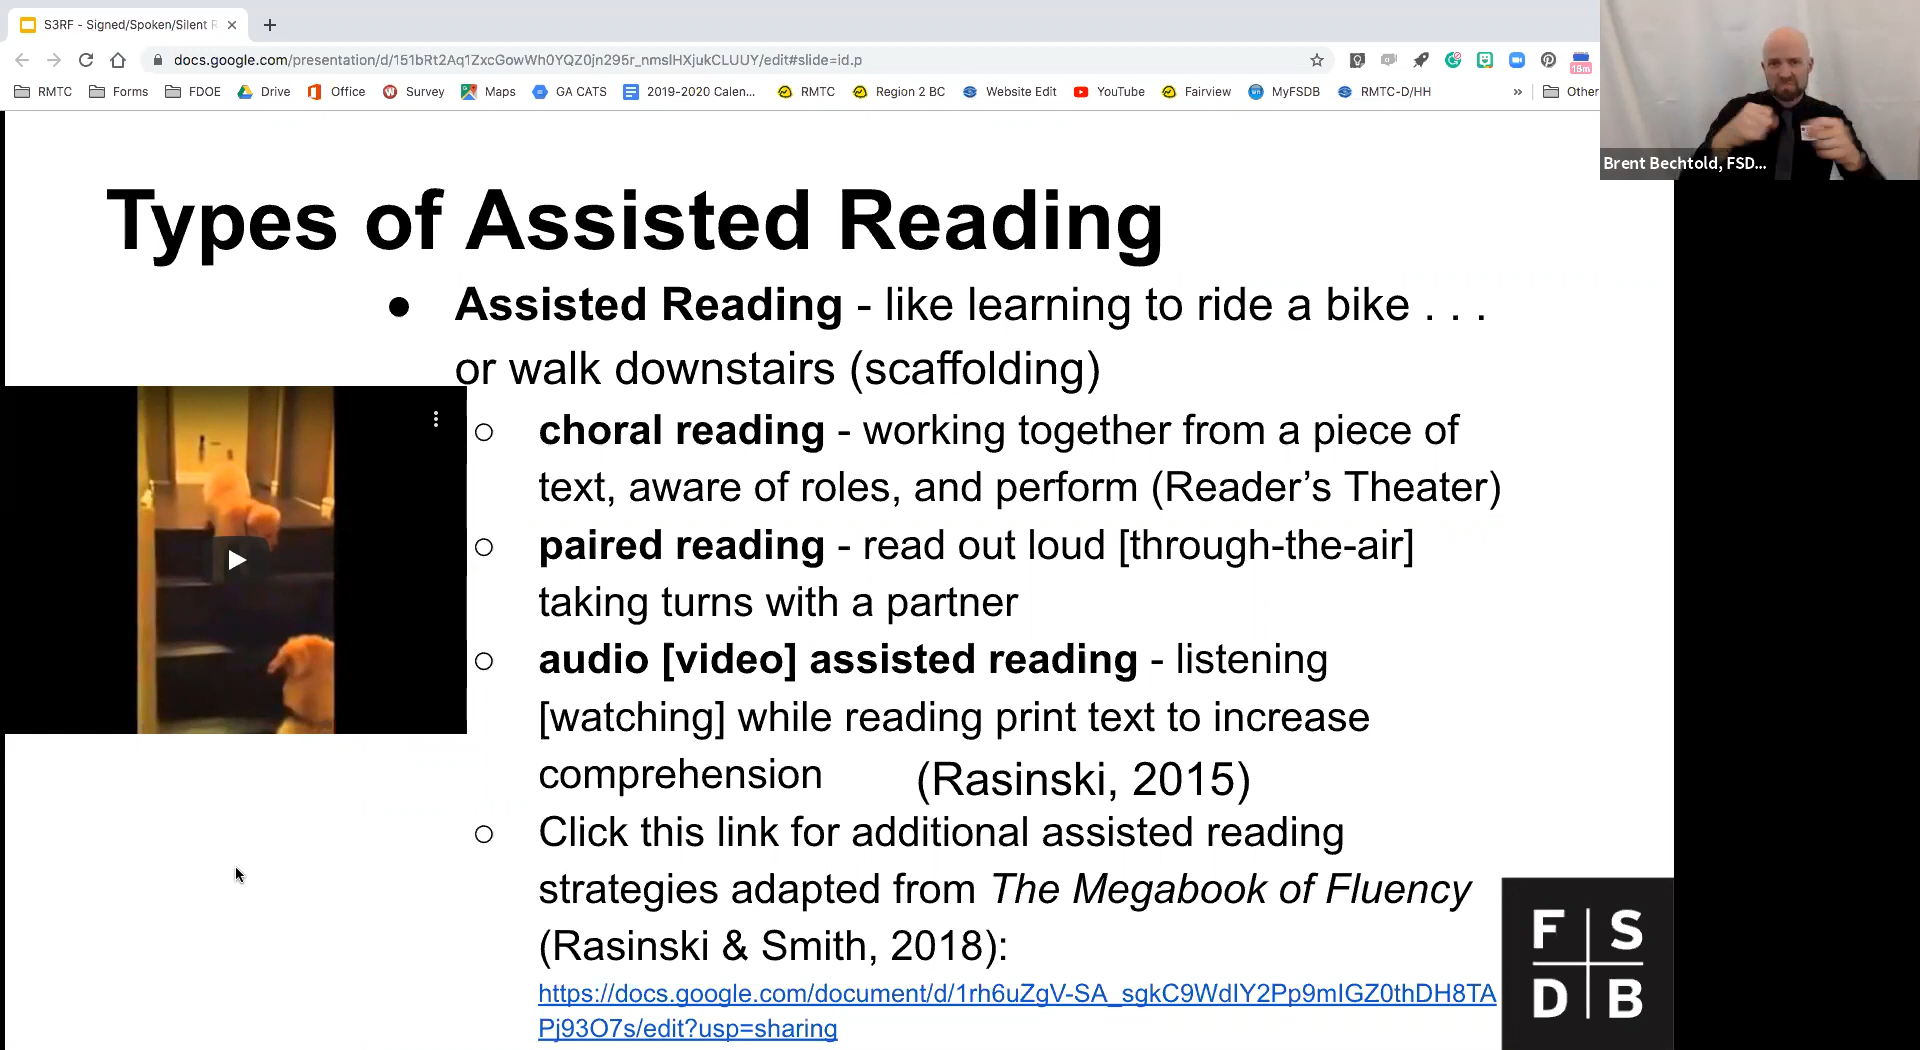 S3RF - Signed/Spoken/Silent R
docs.google.com/presentation/d/151bRt2Aq1ZxcGowWh0YQZ0jn295r_nmslHXjukCLUUY/edit#slide=id.p
18m
RMTC Forms FDOE Drive Office Survey Maps GA CATS 2019-2020 Calen... RMTC Region 2 BC Website Edit YouTube Fairview MyFSDB RMTC-D/HH » Other
Brent Bechtold, FSD...
Types of Assisted Reading
● Assisted Reading - like learning to ride a bike . . .
or walk downstairs (scaffolding)
○ choral reading - working together from a piece of
text, aware of roles, and perform (Reader’s Theater)
○ paired reading - read out loud [through-the-air]
taking turns with a partner
○ audio [video] assisted reading - listening
[watching] while reading print text to increase
comprehension (Rasinski, 2015)
○ Click this link for additional assisted reading
strategies adapted from The Megabook of Fluency
(Rasinski & Smith, 2018):
https://docs.google.com/document/d/1rh6uZgV-SA_sgkC9WdIY2Pp9mIGZ0thDH8TA
Pj93O7s/edit?usp=sharing
F S
D B